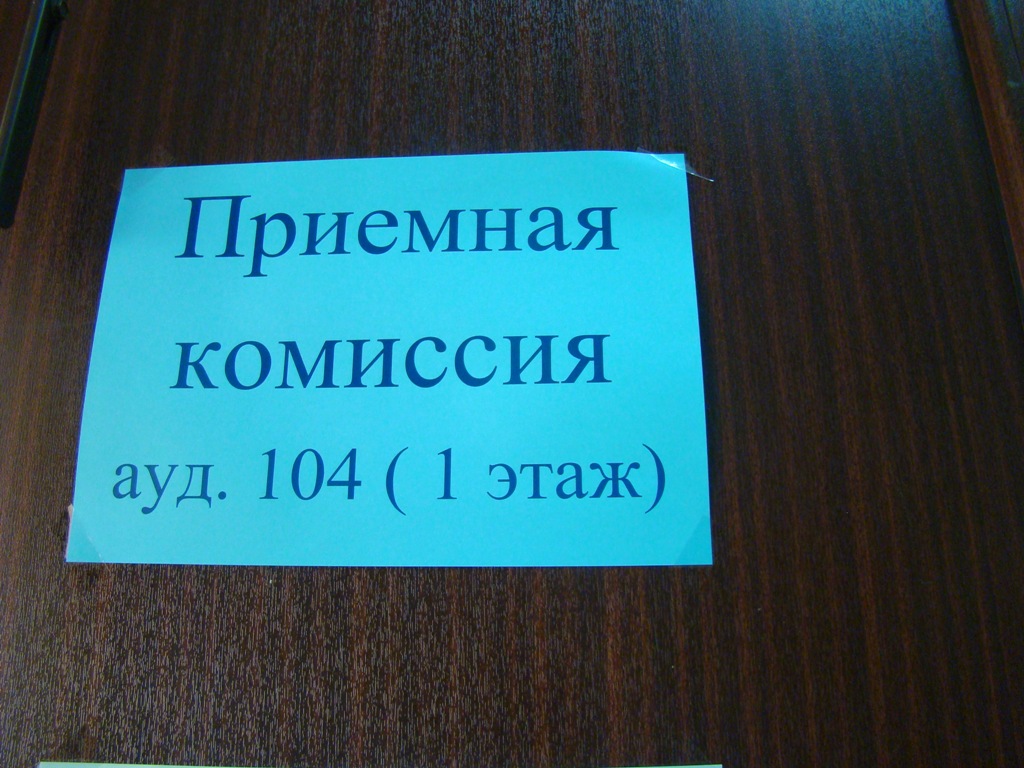 Приемная
комиссия
ауд. 104 ( 1 этаж)